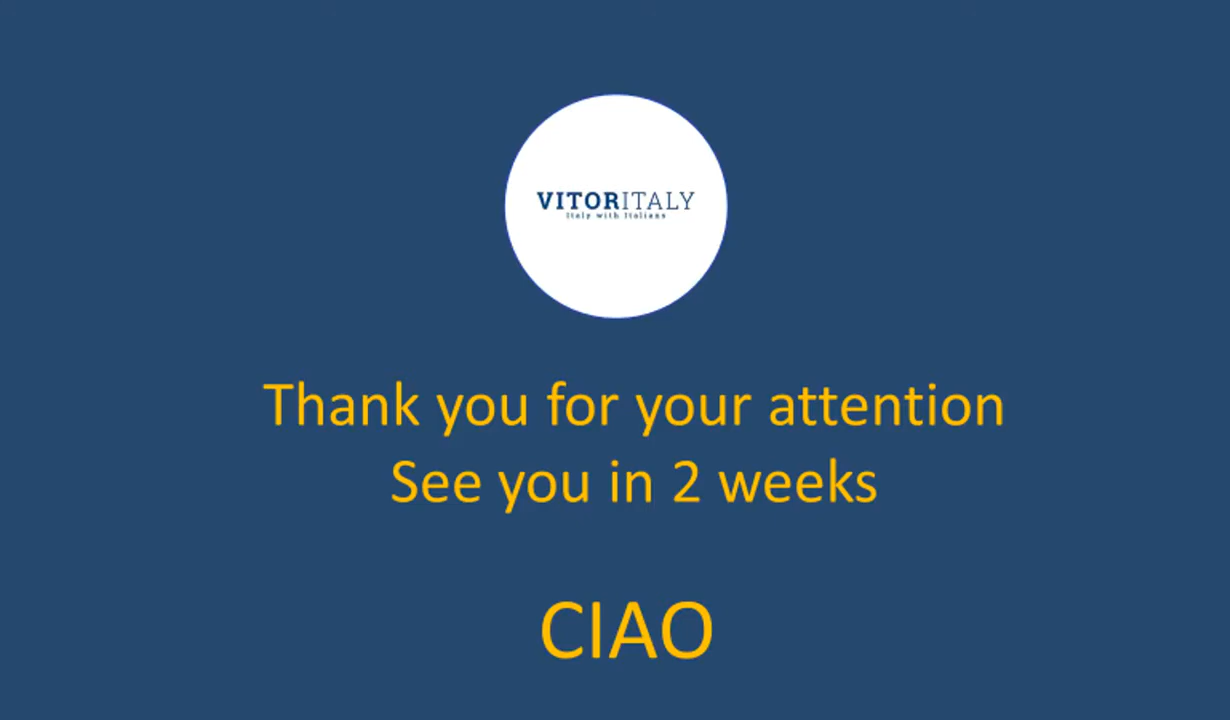 VITORITALY
Italy with Italians
Thank you for your attention
See you in 2 weeks
CIAO